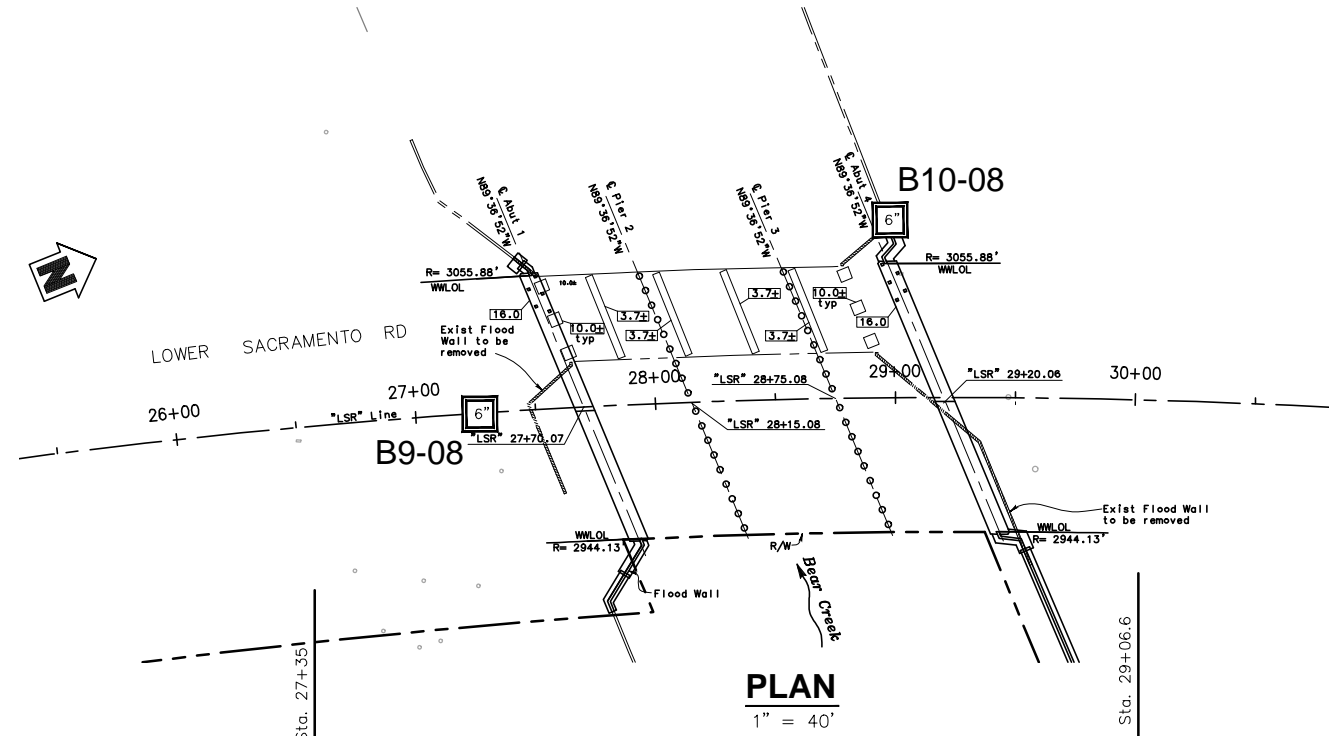 N
LOWER SACRAMENTO RD
26+00
27+00
28+00
29+00
30+00
"LSR" Line
℄ Abut 1
N89°36'52"W
℄ Pier 2
N89°36'52"W
℄ Pier 3
N89°36'52"W
℄ Abut 4
N89°36'52"W
B10-08
6"
R= 3055.88'
WWLOL
R= 3055.88'
WWLOL
16.0
10.0±
10.0±
typ
3.7±
3.7±
3.7±
3.7±
10.0±
typ
16.0
Exist Flood
Wall to be
removed
6"
B9-08
"LSR" 27+70.07
"LSR" 28+75.08
"LSR" 28+15.08
"LSR" 29+20.06
WWLOL
R= 2944.13'
Flood Wall
R/W
Bear Creek
Exist Flood Wall
to be removed
WWLOL
R= 2944.13'
Sta. 27+35
Sta. 29+06.6
PLAN
1" = 40'